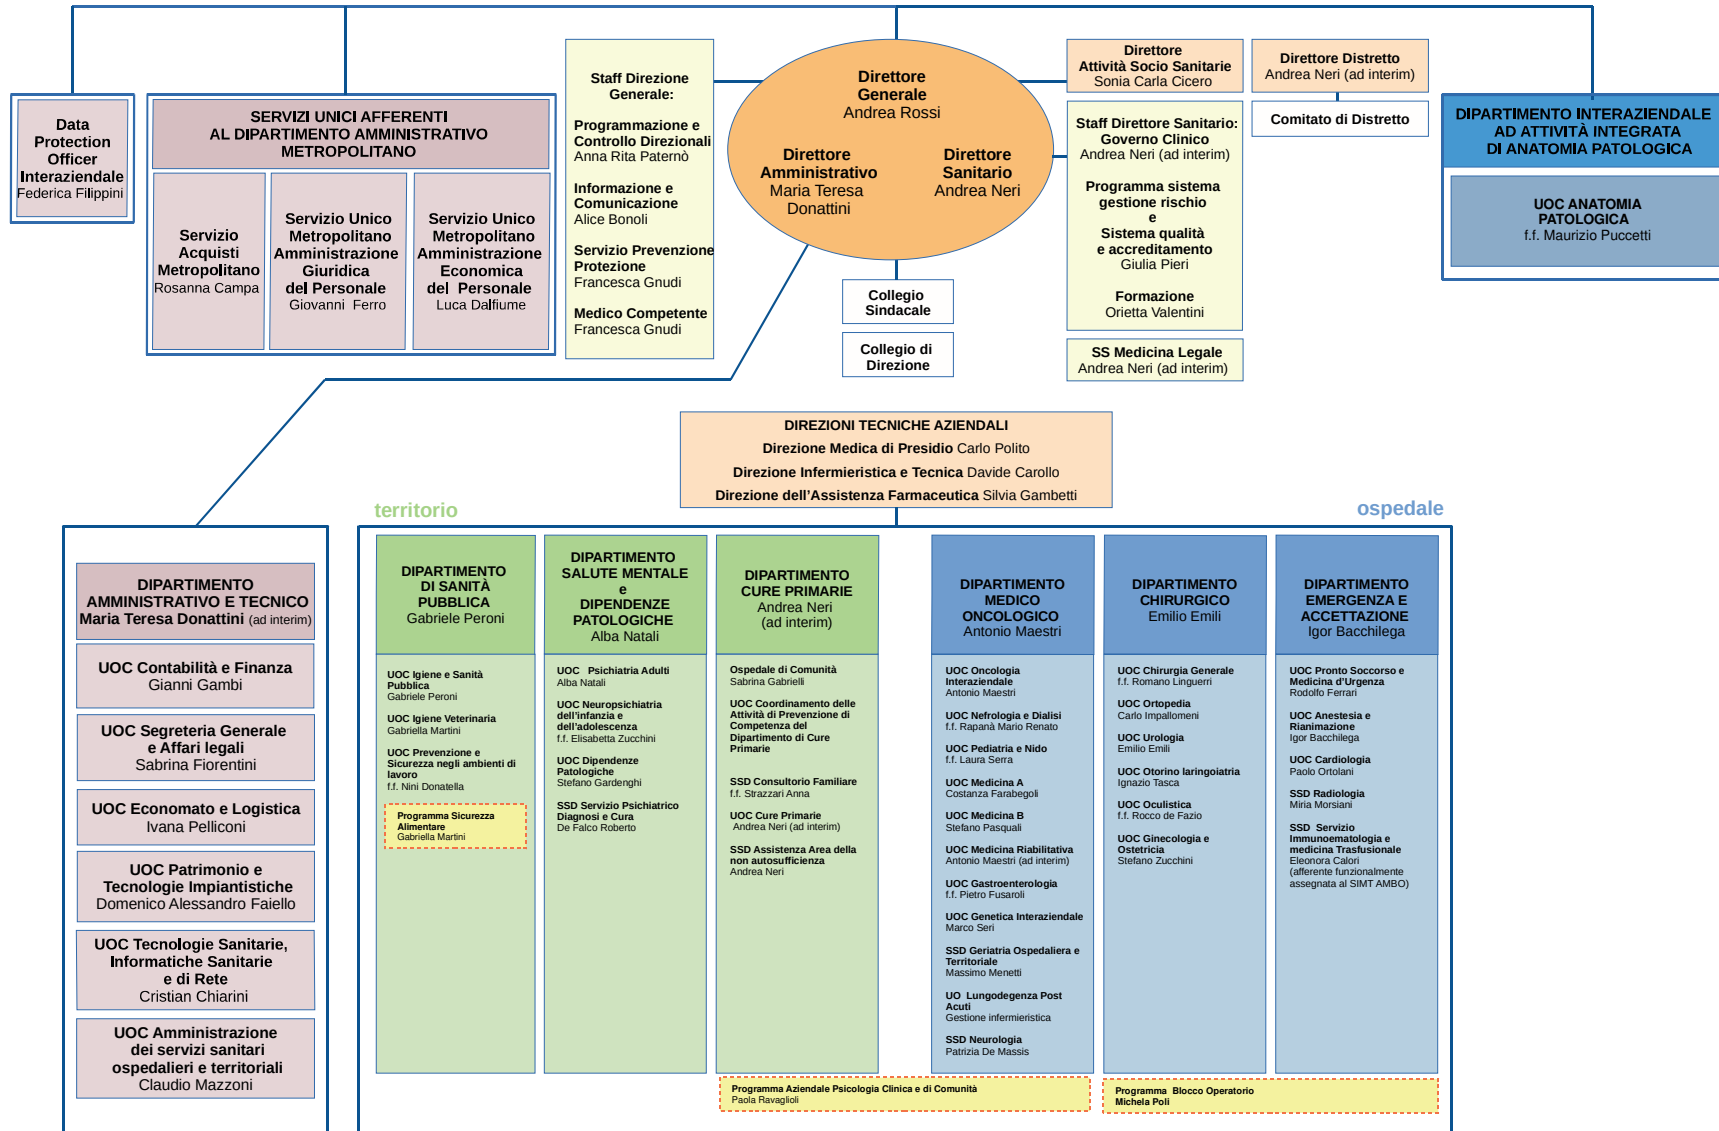 Data
Protection
Officer
Interaziendale
Federica Filippini
SERVIZI UNICI AFFERENTI
AL DIPARTIMENTO AMMINISTRATIVO
METROPOLITANO
Servizio
Acquisti
Metropolitano
Rosanna Campa
Servizio Unico
Metropolitano
Amministrazione
Giuridica
del Personale
Giovanni Ferro
Servizio Unico
Metropolitano
Amministrazione
Economica
del Personale
Luca Dalfiume
Staff Direzione
Generale:
Programmazione e
Controllo Direzionali
Anna Rita Paternò
Informazione e
Comunicazione
Alice Bonoli
Servizio Prevenzione
Protezione
Francesca Gnudi
Medico Competente
Francesca Gnudi
Direttore
Generale
Andrea Rossi
Direttore
Amministrativo
Maria Teresa
Donattini
Direttore
Sanitario
Andrea Neri
Collegio
Sindacale
Collegio di
Direzione
Direttore
Attività Socio Sanitarie
Sonia Carla Cicero
Staff Direttore Sanitario:
Governo Clinico
Andrea Neri (ad interim)
Programma sistema
gestione rischio
e
Sistema qualità
e accreditamento
Giulia Pieri
Formazione
Orietta Valentini
SS Medicina Legale
Andrea Neri (ad interim)
Direttore Distretto
Andrea Neri (ad interim)
Comitato di Distretto
DIPARTIMENTO INTERAZIENDALE
AD ATTIVITÀ INTEGRATA
DI ANATOMIA PATOLOGICA
UOC ANATOMIA
PATOLOGICA
f.f. Maurizio Puccetti
DIREZIONI TECNICHE AZIENDALI
Direzione Medica di Presidio Carlo Polito
Direzione Infermieristica e Tecnica Davide Carollo
Direzione dell'Assistenza Farmaceutica Silvia Gambetti
territorio
ospedale
DIPARTIMENTO
AMMINISTRATIVO E TECNICO
Maria Teresa Donattini (ad interim)
UOC Contabilità e Finanza
Gianni Gambi
UOC Segreteria Generale
e Affari legali
Sabrina Fiorentini
UOC Economato e Logistica
Ivana Pelliconi
UOC Patrimonio e
Tecnologie Impiantistiche
Domenico Alessandro Faiello
UOC Tecnologie Sanitarie,
Informatiche Sanitarie
e di Rete
Cristian Chiarini
UOC Amministrazione
dei servizi sanitari
ospedalieri e territoriali
Claudio Mazzoni
DIPARTIMENTO
DI SANITÀ
PUBBLICA
Gabriele Peroni
UOC Igiene e Sanità
Pubblica
Gabriele Peroni
UOC Igiene Veterinaria
Gabriella Martini
UOC Prevenzione e
Sicurezza negli ambienti di
lavoro
f.f. Nini Donatella
Programma Sicurezza
Alimentare
Gabriella Martini
DIPARTIMENTO
SALUTE MENTALE
e
DIPENDENZE
PATOLOGICHE
Alba Natali
UOC Psichiatria Adulti
Alba Natali
UOC Neuropsichiatria
dell'infanzia e
dell'adolescenza
f.f. Elisabetta Zucchini
UOC Dipendenze
Patologiche
Stefano Gardenghi
SSD Servizio Psichiatrico
Diagnosi e Cura
De Falco Roberto
DIPARTIMENTO
CURE PRIMARIE
Andrea Neri
(ad interim)
Ospedale di Comunità
Sabrina Gabrielli
UOC Coordinamento delle
Attività di Prevenzione di
Competenza del
Dipartimento di Cure
Primarie
SSD Consultorio Familiare
f.f. Strazzari Anna
UOC Cure Primarie
Andrea Neri (ad interim)
SSD Assistenza Area della
non autosufficienza
Andrea Neri
DIPARTIMENTO
MEDICO
ONCOLOGICO
Antonio Maestri
UOC Oncologia
Interaziendale
Antonio Maestri
UOC Nefrologia e Dialisi
f.f. Rapanà Mario Renato
UOC Pediatria e Nido
f.f. Laura Serra
UOC Medicina A
Costanza Farabegoli
UOC Medicina B
Stefano Pasquali
UOC Medicina Riabilitativa
Antonio Maestri (ad interim)
UOC Gastroenterologia
f.f. Pietro Fusaroli
UOC Genetica Interaziendale
Marco Seri
SSD Geriatria Ospedaliera e
Territoriale
Massimo Menetti
UO Lungodegenza Post
Acuti
Gestione infermieristica
SSD Neurologia
Patrizia De Massis
DIPARTIMENTO
CHIRURGICO
Emilio Emili
UOC Chirurgia Generale
f.f. Romano Linguerri
UOC Ortopedia
Carlo Impallomeni
UOC Urologia
Emilio Emili
UOC Otorino laringoiatria
Ignazio Tasca
UOC Oculistica
f.f. Rocco de Fazio
UOC Ginecologia e
Ostetricia
Stefano Zucchini
DIPARTIMENTO
EMERGENZA E
ACCETTAZIONE
Igor Bacchilega
UOC Pronto Soccorso e
Medicina d'Urgenza
Rodolfo Ferrari
UOC Anestesia e
Rianimazione
Igor Bacchilega
UOC Cardiologia
Paolo Ortolani
SSD Radiologia
Miria Morsiani
SSD Servizio
Immunoematologia e
medicina Trasfusionale
Eleonora Calori
(afferente funzionalmente
assegnata al SIMT AMBO)
Programma Aziendale Psicologia Clinica e di Comunità
Paola Ravaglioli
Programma Blocco Operatorio
Michela Poli